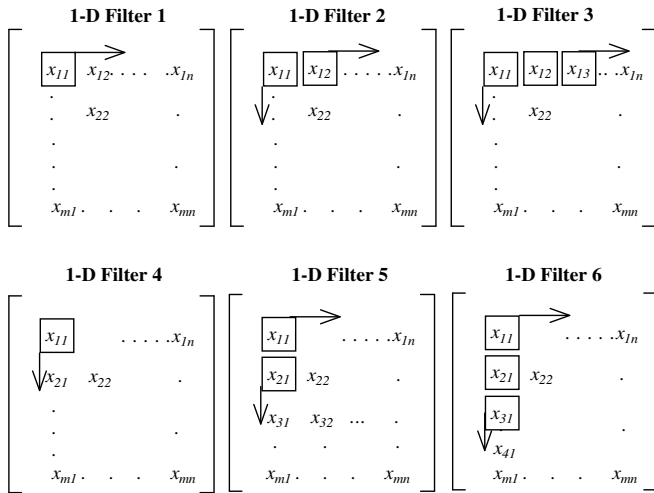 1-D Filter 1 1-D Filter 2 1-D Filter 3
x11 x12 . . . . x1n x11 x12 . . . . . x1n x11 x12 x13 ... x1n
. x22 . . x22 . . x22 .
. . . . . .
. . . . . .
xm1 . . . xmn xm1 . . . xmn xm1 . . . xmn
1-D Filter 4 1-D Filter 5 1-D Filter 6
x11 . . . . . x1n x11 . . . . . x1n x11 . . . . . x1n
x21 x22 . x21 x22 . x21 x22 .
. . x31 x32 ... . x31 .
. . . . . x41
xm1 . . . xmn xm1 . . . xmn xm1 . . . xmn